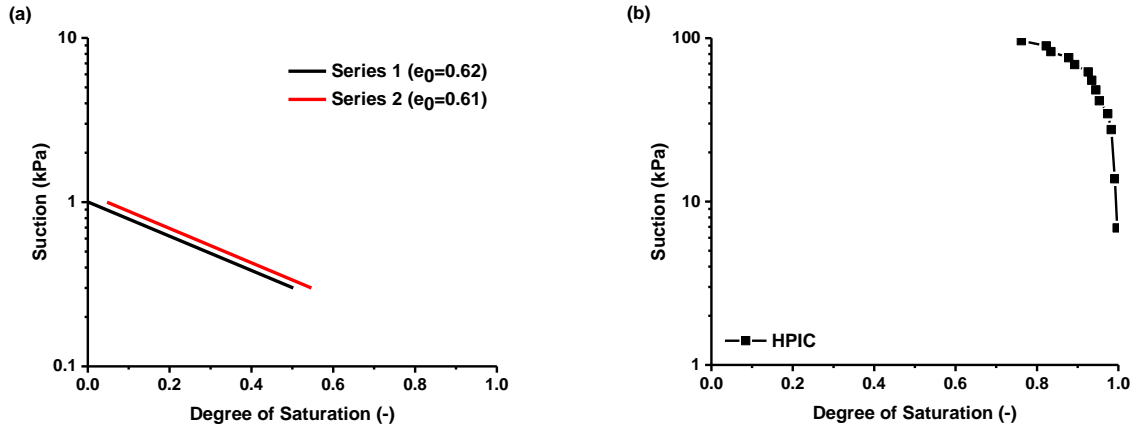 (a)
10
1
0.1
Suction (kPa)
Series 1 (e0=0.62)
Series 2 (e0=0.61)
0.0 0.2 0.4 0.6 0.8 1.0
Degree of Saturation (-)
(b)
100
10
1
Suction (kPa)
HPIC
0.0 0.2 0.4 0.6 0.8 1.0
Degree of Saturation (-)